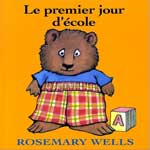 Le premier jour
d'école
A
ROSEMARY WELLS